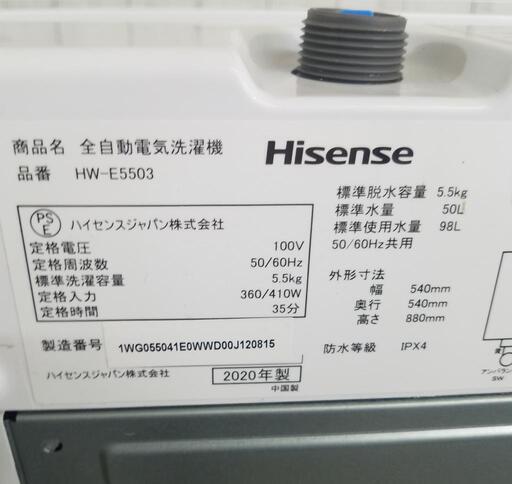 商品名 全自動電気洗濯機
品番 HW-E5503
Hisense
PS
E
ハイセンスジャパン株式会社
定格電圧 100V
定格周波数 50/60Hz
標準洗濯容量 5.5kg
定格入力 360/410W
定格時間 35分
製造番号 1WG055041E0WWD00J120815
ハイセンスジャパン株式会社
2020年製
中国製
標準脱水容量 5.5kg
標準水量 50L
標準使用水量 98L
50/60Hz共用
外形寸法
幅 540mm
奥行 540mm
高さ 880mm
防水等級 IPX4
アンバラン
SW